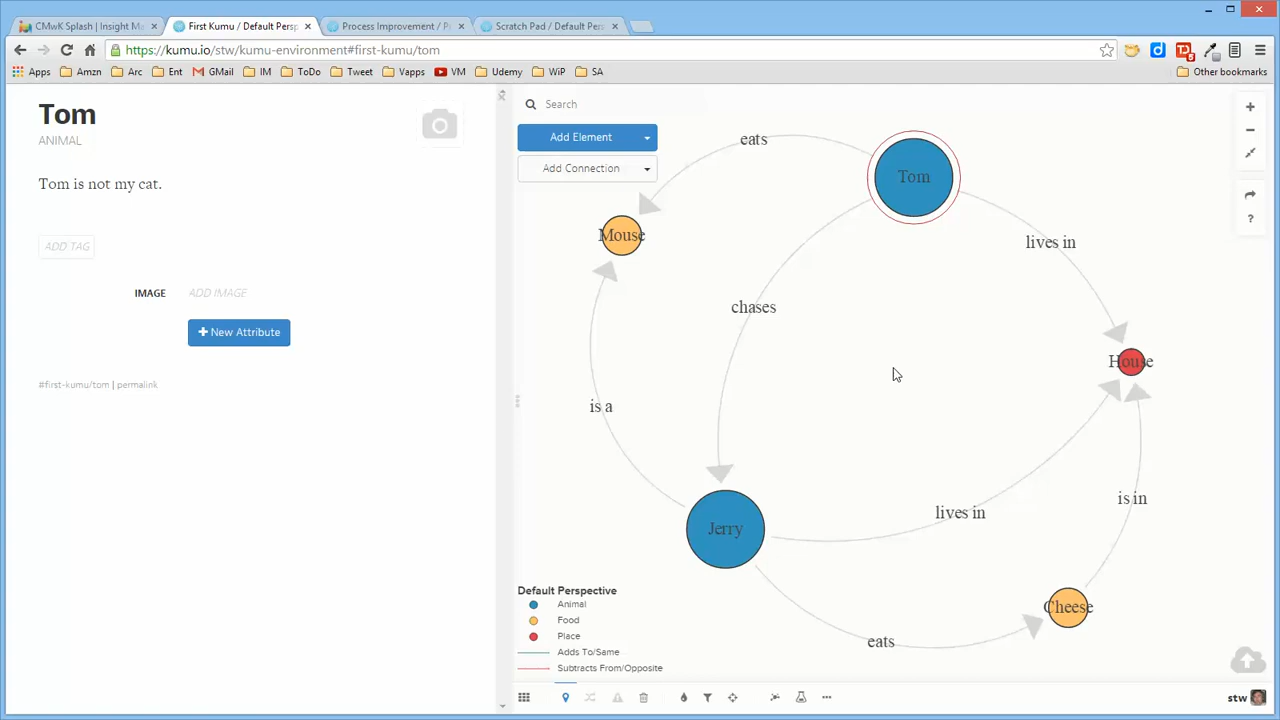 CMwK Splash | Insight Ma
First Kumu / Default Persp
Process Improvement / P
Scratch Pad / Default Pe
https://kumu.io/stw/kumu-environment#first-kumu/tom
Apps Amzn Arc Ent GMail IM ToDo Tweet Vapps VM Udemy WiP SA Other bookmarks
Tom
ANIMAL
Tom is not my cat.
ADD TAG
IMAGE ADD IMAGE
New Attribute
#first-kumu/tom | permalink
Search
Add Element
Add Connection
eats
Tom
Mouse
lives in
chases
House
is a
is in
lives in
Jerry
Cheese
eats
Default Perspective
Animal
Food
Place
Adds To/Same
Subtracts From/Opposite
?
stw